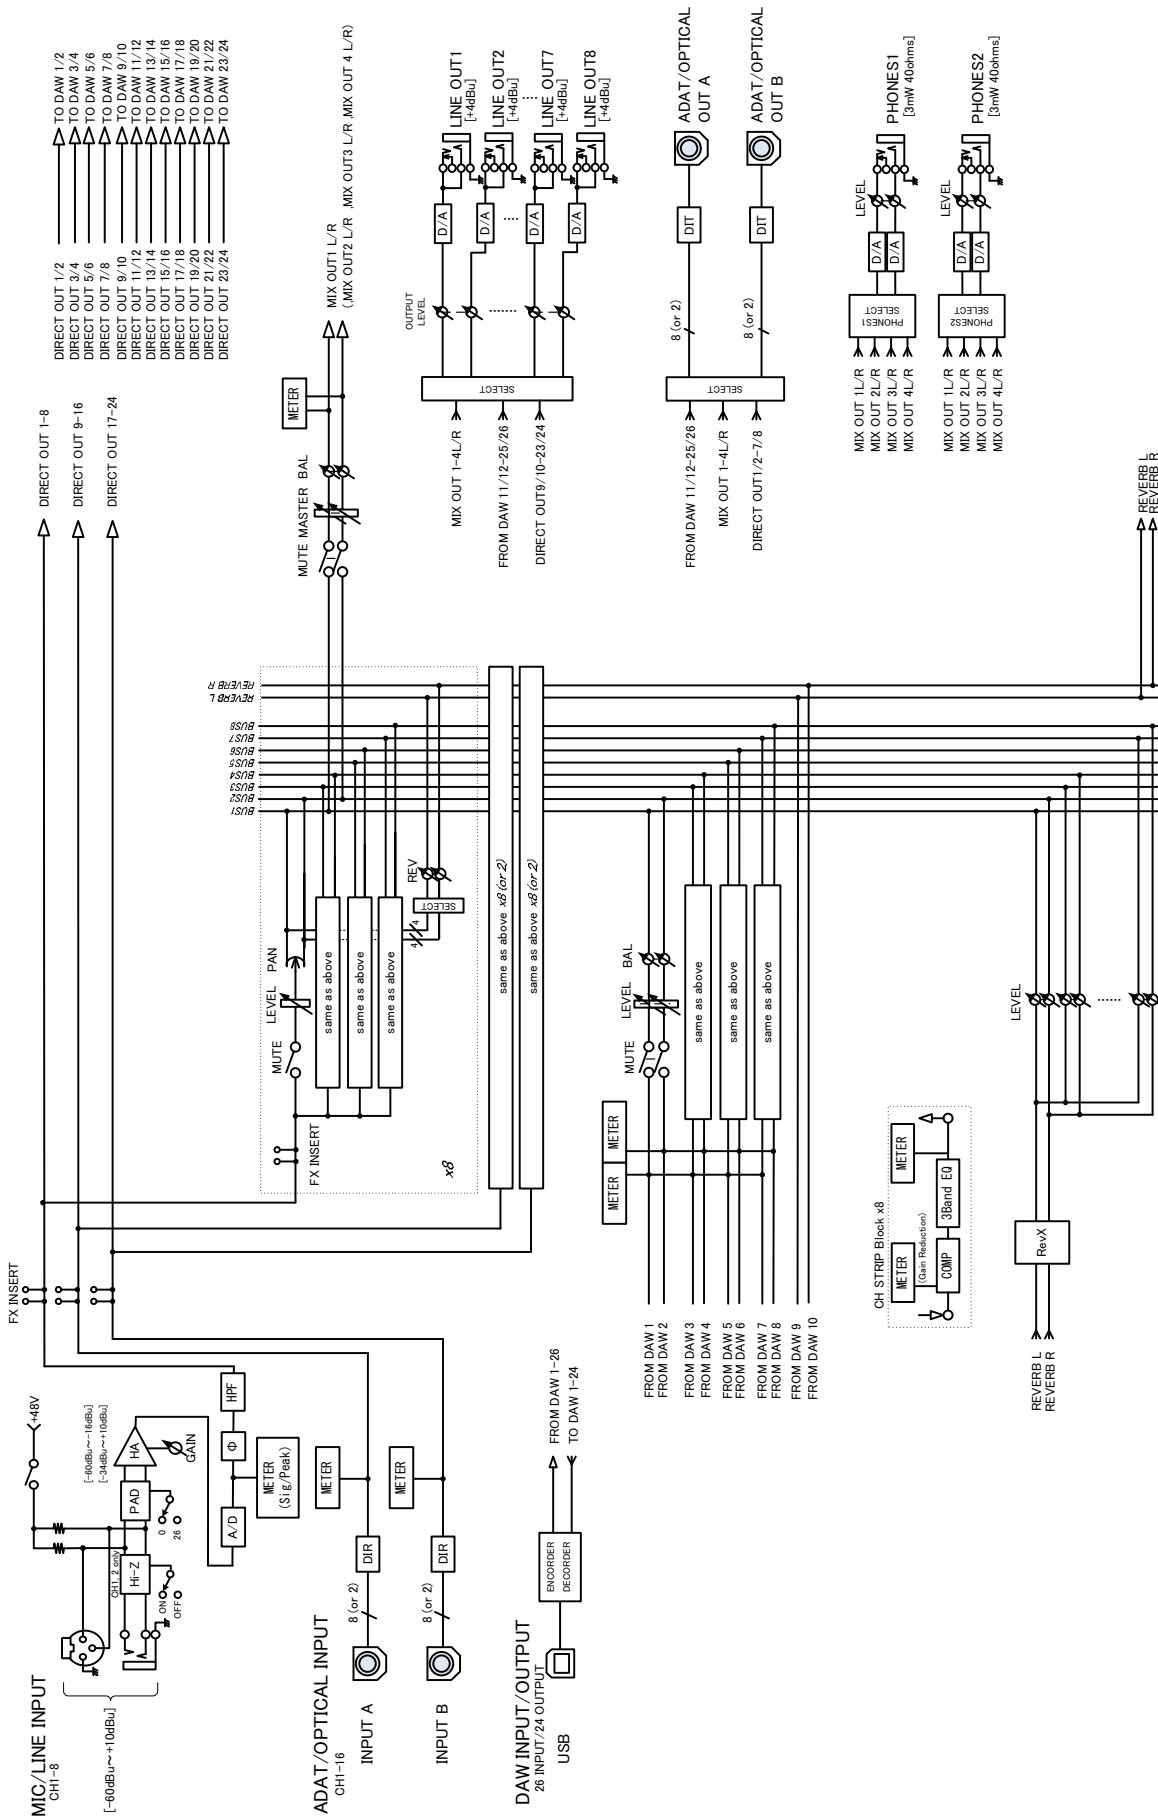 MIC/LINE INPUT
CH1-8
[-60dBu～+10dBu]
+48V
CH1, 2 only
Hi-Z
ON
OFF
PAD
0
26
HA
GAIN
[-60dBu～-16dBu]
[-34dBu～+10dBu]
A/D
METER
(Sig/Peak)
Φ
HPF
FX INSERT
ADAT/OPTICAL INPUT
CH1-16
INPUT A
8 (or 2)
DIR
METER
INPUT B
8 (or 2)
DIR
METER
DAW INPUT/OUTPUT
26 INPUT/24 OUTPUT
USB
ENCORDER
DECORDER
FROM DAW 1-26
TO DAW 1-24
DIRECT OUT 1-8
DIRECT OUT 9-16
DIRECT OUT 17-24
DIRECT OUT 1/2 TO DAW 1/2
DIRECT OUT 3/4 TO DAW 3/4
DIRECT OUT 5/6 TO DAW 5/6
DIRECT OUT 7/8 TO DAW 7/8
DIRECT OUT 9/10 TO DAW 9/10
DIRECT OUT 11/12 TO DAW 11/12
DIRECT OUT 13/14 TO DAW 13/14
DIRECT OUT 15/16 TO DAW 15/16
DIRECT OUT 17/18 TO DAW 17/18
DIRECT OUT 19/20 TO DAW 19/20
DIRECT OUT 21/22 TO DAW 21/22
DIRECT OUT 23/24 TO DAW 23/24
FX INSERT
x8
MUTE LEVEL PAN
same as above
same as above
same as above
4
4
SELECT
REV
BUS1
BUS2
BUS3
BUS4
BUS5
BUS6
BUS7
BUS8
REVERB L
REVERB R
same as above x8 (or 2)
same as above x8 (or 2)
MUTE MASTER BAL
METER
MIX OUT1 L/R
(,MIX OUT2 L/R ,MIX OUT3 L/R ,MIX OUT 4 L/R)
MIX OUT 1-4L/R
FROM DAW 11/12-25/26
DIRECT OUT9/10-23/24
SELECT
OUTPUT
LEVEL
D/A
D/A
D/A
D/A
LINE OUT1
[+4dBu]
LINE OUT2
[+4dBu]
LINE OUT7
[+4dBu]
LINE OUT8
[+4dBu]
FROM DAW 11/12-25/26
MIX OUT 1-4L/R
DIRECT OUT1/2-7/8
SELECT
8 (or 2)
DIT
ADAT/OPTICAL
OUT A
8 (or 2)
DIT
ADAT/OPTICAL
OUT B
MIX OUT 1L/R
MIX OUT 2L/R
MIX OUT 3L/R
MIX OUT 4L/R
PHONES1
SELECT
D/A
D/A
LEVEL
PHONES1
[3mW 40ohms]
MIX OUT 1L/R
MIX OUT 2L/R
MIX OUT 3L/R
MIX OUT 4L/R
PHONES2
SELECT
D/A
D/A
LEVEL
PHONES2
[3mW 40ohms]
FROM DAW 1
FROM DAW 2
FROM DAW 3
FROM DAW 4
FROM DAW 5
FROM DAW 6
FROM DAW 7
FROM DAW 8
FROM DAW 9
FROM DAW 10
METER
METER
MUTE LEVEL BAL
same as above
same as above
same as above
CH STRIP Block x8
METER
(Gain Reduction)
COMP
3Band EQ
METER
REVERB L
REVERB R
RevX
LEVEL
REVERB L
REVERB R